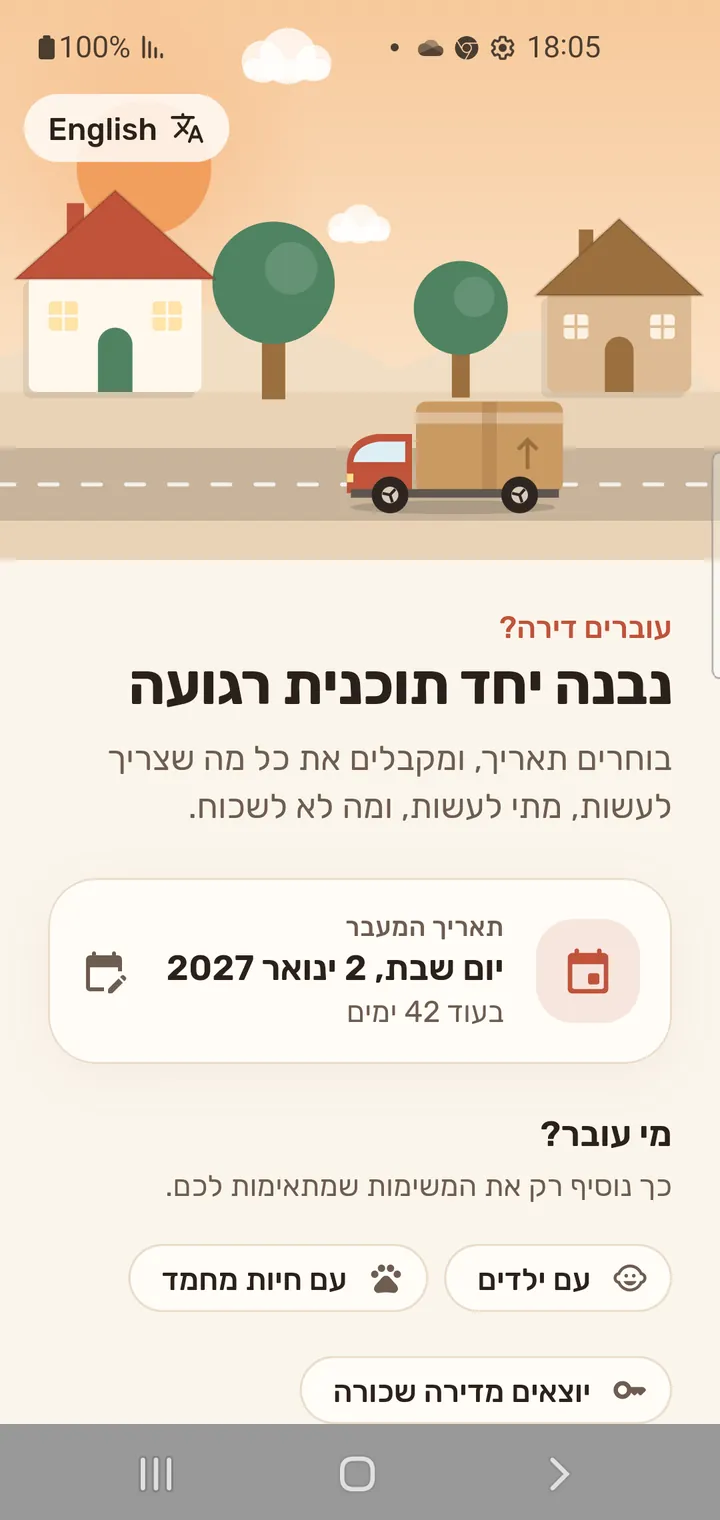 18:05
100%
English
עוברים דירה?
נבנה יחד תוכנית רגועה
בוחרים תאריך, ומקבלים את כל מה שצריך
לעשות, מתי לעשות, ומה לא לשכוח.
תאריך המעבר
יום שבת, 2 ינואר 2027
בעוד 42 ימים
מי עובר?
כך נוסיף רק את המשימות שמתאימות לכם.
עם ילדים
עם חיות מחמד
יוצאים מדירה שכורה